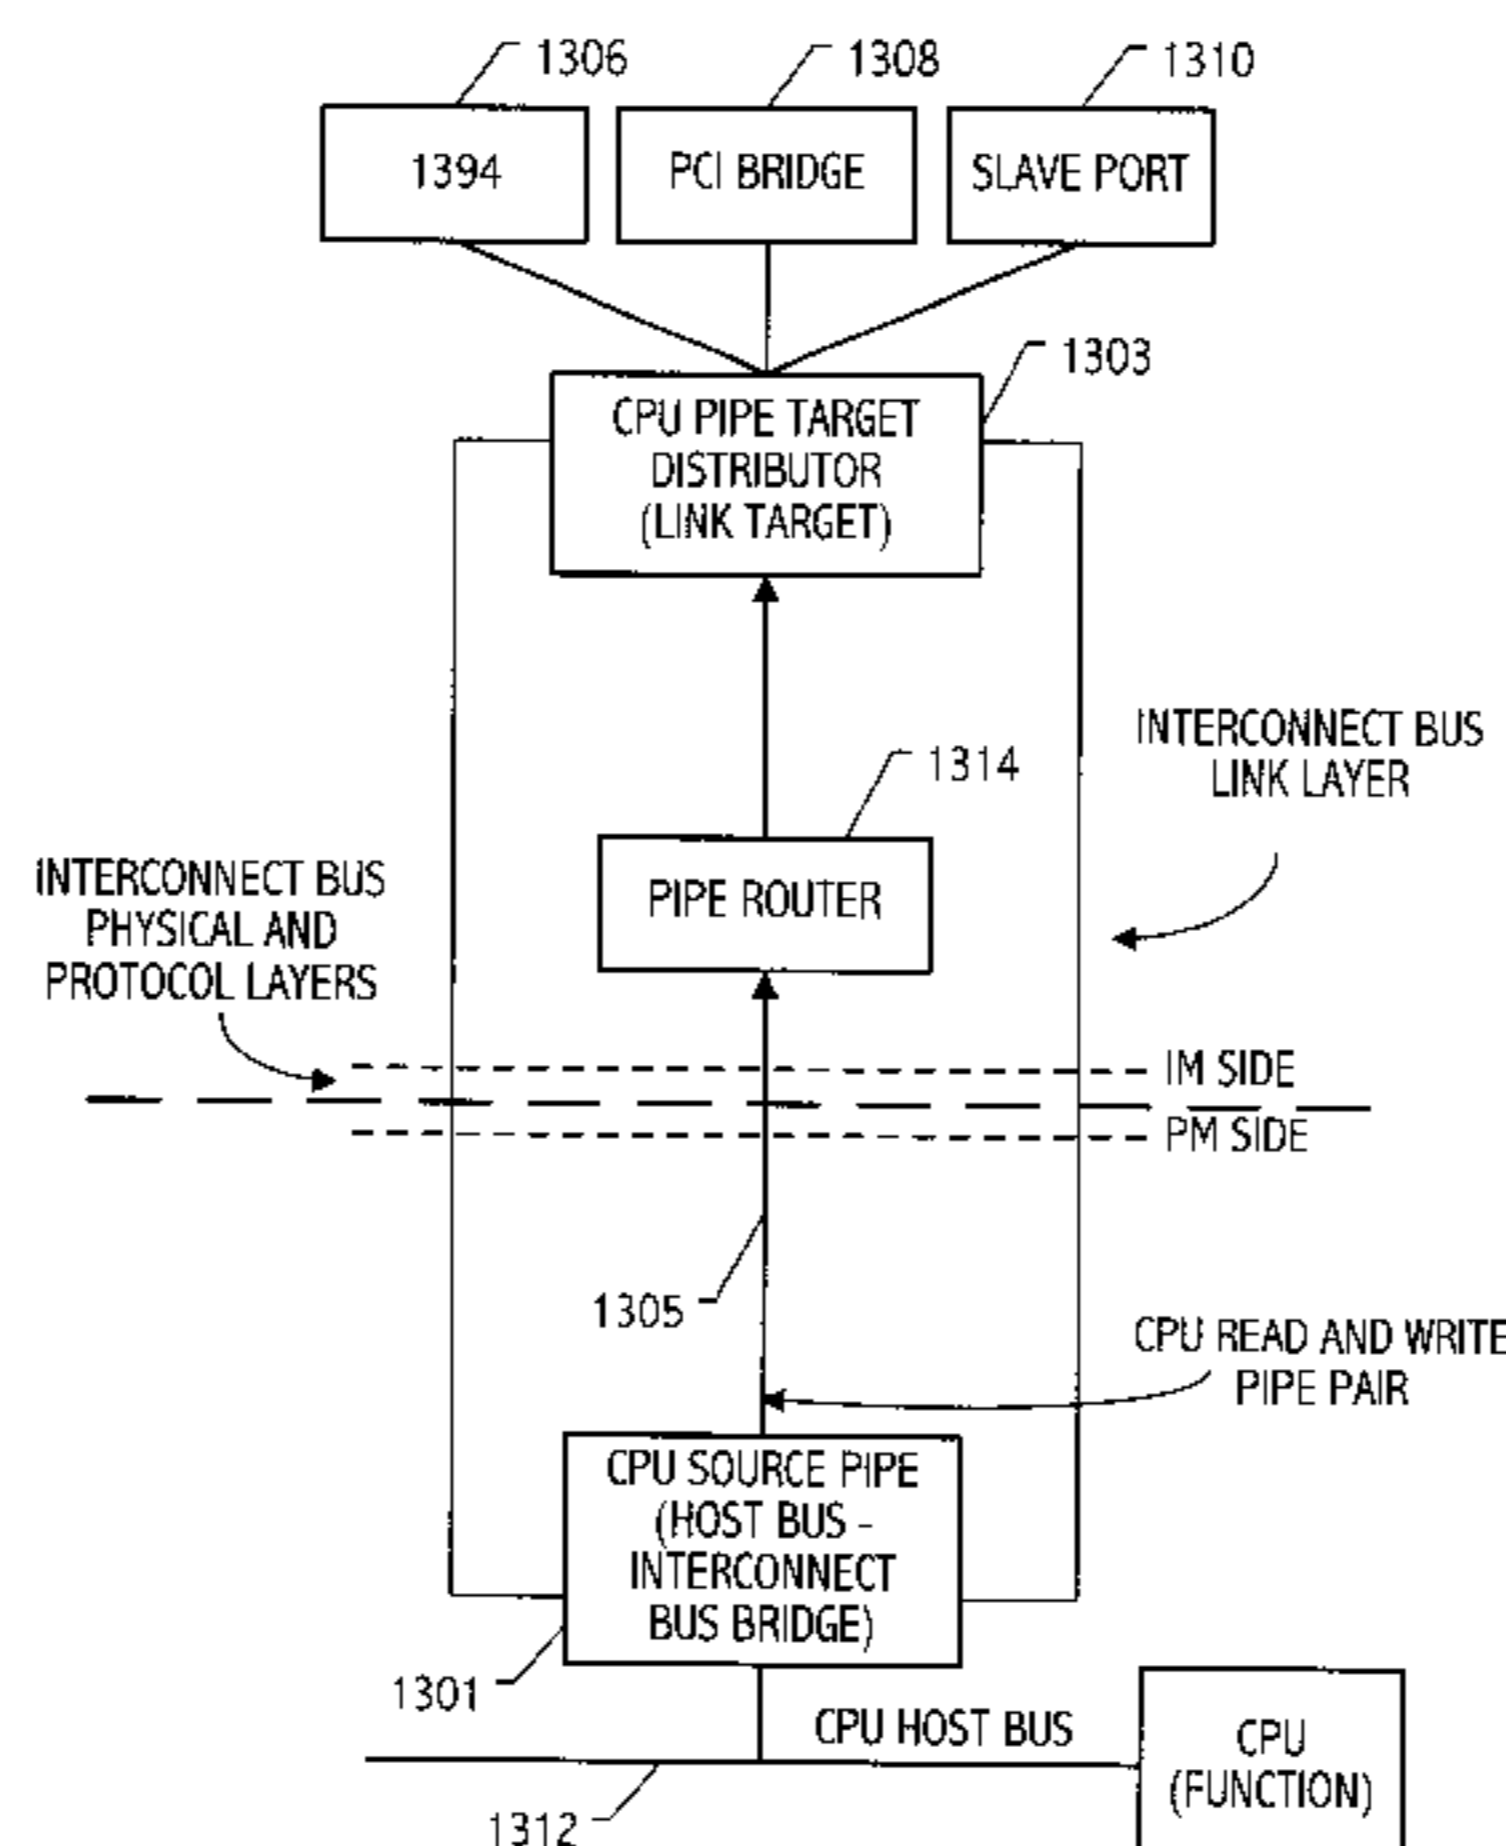 1306
1308
1310
1394
PCI BRIDGE
SLAVE PORT
1303
CPU PIPE TARGET
DISTRIBUTOR
(LINK TARGET)
INTERCONNECT BUS
LINK LAYER
1314
PIPE ROUTER
INTERCONNECT BUS
PHYSICAL AND
PROTOCOL LAYERS
IM SIDE
PM SIDE
1305
CPU READ AND WRITE
PIPE PAIR
CPU SOURCE PIPE
(HOST BUS -
INTERCONNECT
BUS BRIDGE)
1301
CPU HOST BUS
CPU
(FUNCTION)
1312